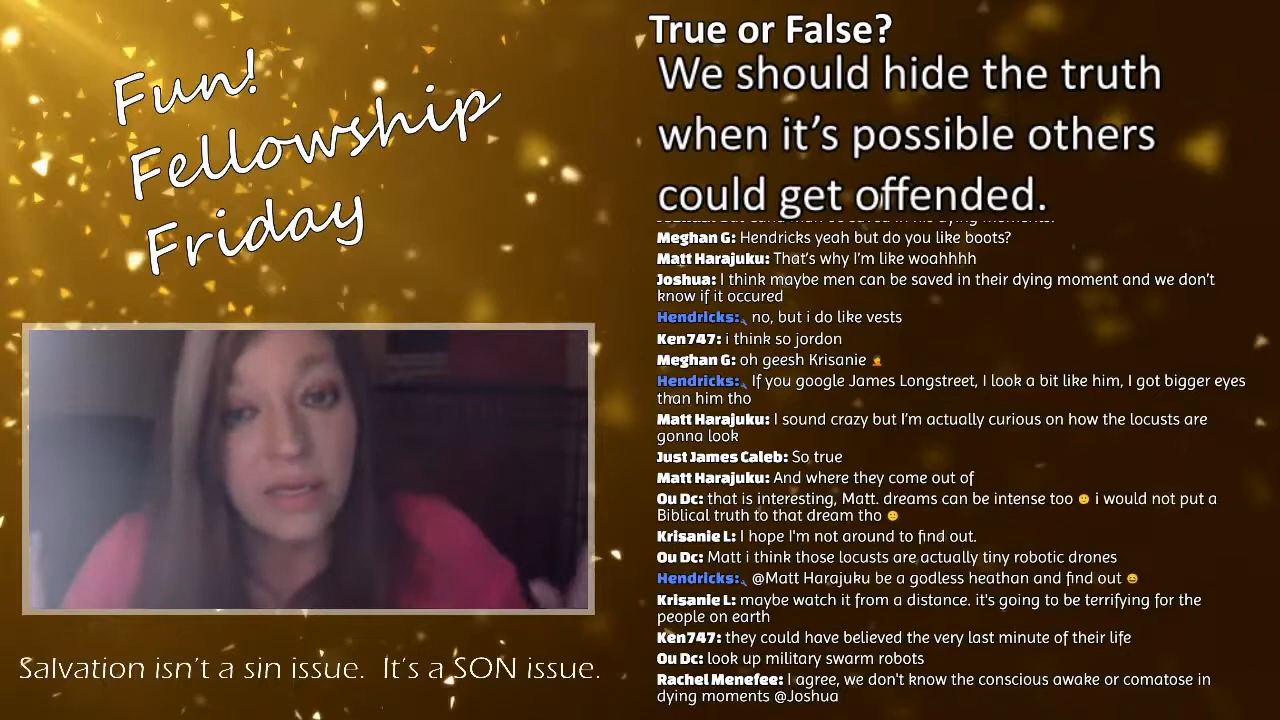 Fun!
Fellowship
Friday
True or False?
We should hide the truth
when it's possible others
could get offended.
Meghan G: Hendricks yeah but do you like boots?
Matt Harajuku: That's why I'm like woahhhh
Joshua: I think maybe men can be saved in their dying moment and we don't
know if it occured
Hendricks: no, but i do like vests
Ken747: i think so jordon
Meghan G: oh geesh Krisanie 🤦
Hendricks: If you google James Longstreet, I look a bit like him, I got bigger eyes
than him tho
Matt Harajuku: I sound crazy but I'm actually curious on how the locusts are
gonna look
Just James Caleb: So true
Matt Harajuku: And where they come out of
Ou Dc: that is interesting, Matt. dreams can be intense too 🙂 i would not put a
Biblical truth to that dream tho 🙂
Krisanie L: I hope I'm not around to find out.
Ou Dc: Matt i think those locusts are actually tiny robotic drones
Hendricks: @Matt Harajuku be a godless heathan and find out 😄
Krisanie L: maybe watch it from a distance. it's going to be terrifying for the
people on earth
Ken747: they could have believed the very last minute of their life
Ou Dc: look up military swarm robots
Rachel Menefee: I agree, we don't know the conscious awake or comatose in
dying moments @Joshua
Salvation isn't a sin issue. It's a SON issue.